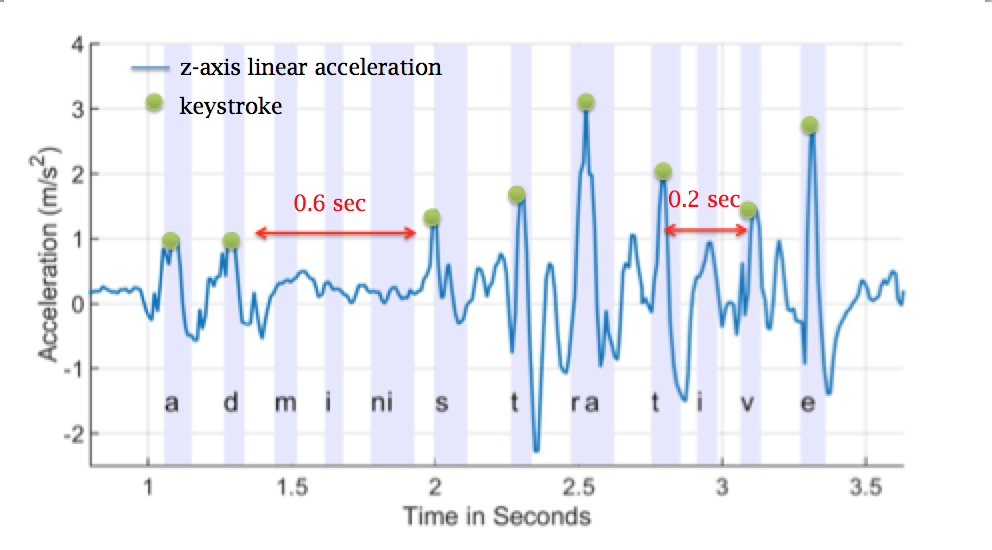 4
z-axis linear acceleration
keystroke
3
2
0.6 sec
0.2 sec
1
0
-1
a d m i ni s t ra t i v e
-2
Acceleration (m/s²)
1 1.5 2 2.5 3 3.5
Time in Seconds